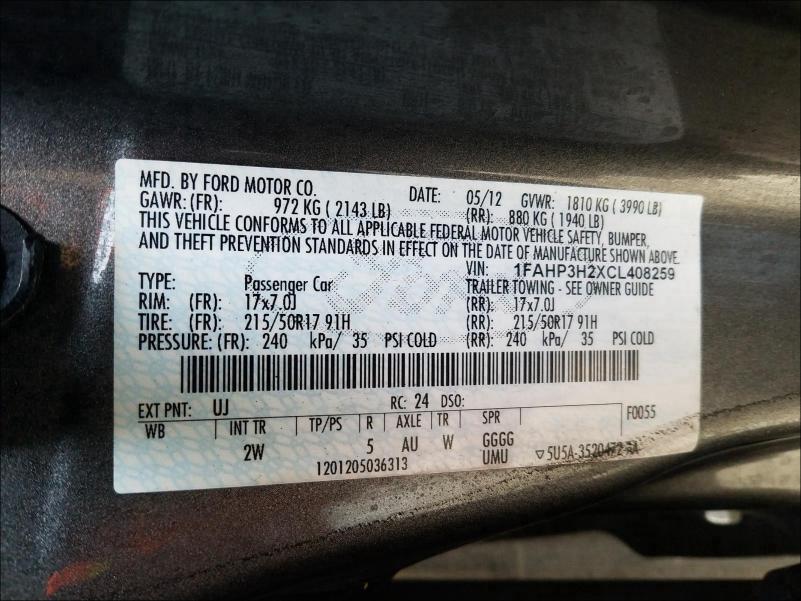 MFD. BY FORD MOTOR CO. DATE: 05/12 GVWR: 1810 KG ( 3990 LB)
GAWR: (FR): 972 KG ( 2143 LB) (RR): 880 KG ( 1940 LB)
THIS VEHICLE CONFORMS TO ALL APPLICABLE FEDERAL MOTOR VEHICLE SAFETY, BUMPER,
AND THEFT PREVENTION STANDARDS IN EFFECT ON THE DATE OF MANUFACTURE SHOWN ABOVE.
VIN: 1FAHP3H2XCL408259
TYPE: Passenger Car TRAILER TOWING - SEE OWNER GUIDE
RIM: (FR): 17x7.0J (RR): 17x7.0J
TIRE: (FR): 215/50R17 91H (RR): 215/50R17 91H
PRESSURE: (FR): 240 kPa/ 35 PSI COLD (RR): 240 kPa/ 35 PSI COLD
EXT PNT: UJ RC: 24 DSO: F0055
WB INT TR TP/PS R AXLE TR SPR
2W 5 AU W GGGG
1201205036313 UMU